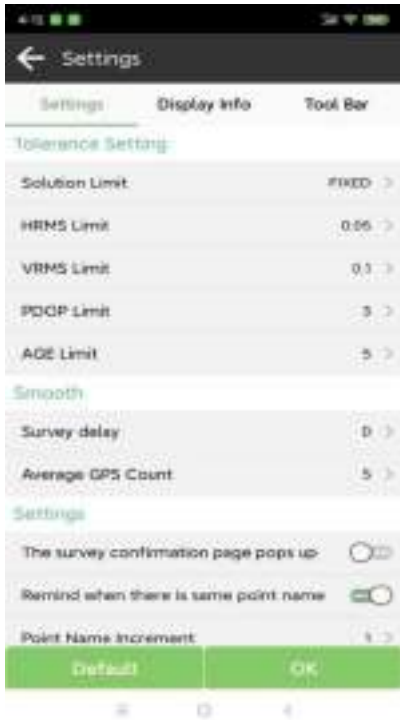 Settings
Settings Display Info Tool Bar
Tolerance Setting
Solution Limit FIXED
HRMS Limit 0.05
VRMS Limit 0.1
PDOP Limit 3
AGE Limit 5
Smooth
Survey delay 0
Average GPS Count 5
Settings
The survey confirmation page pops up
Remind when there is same point name
Point Name Increment 1
Default OK